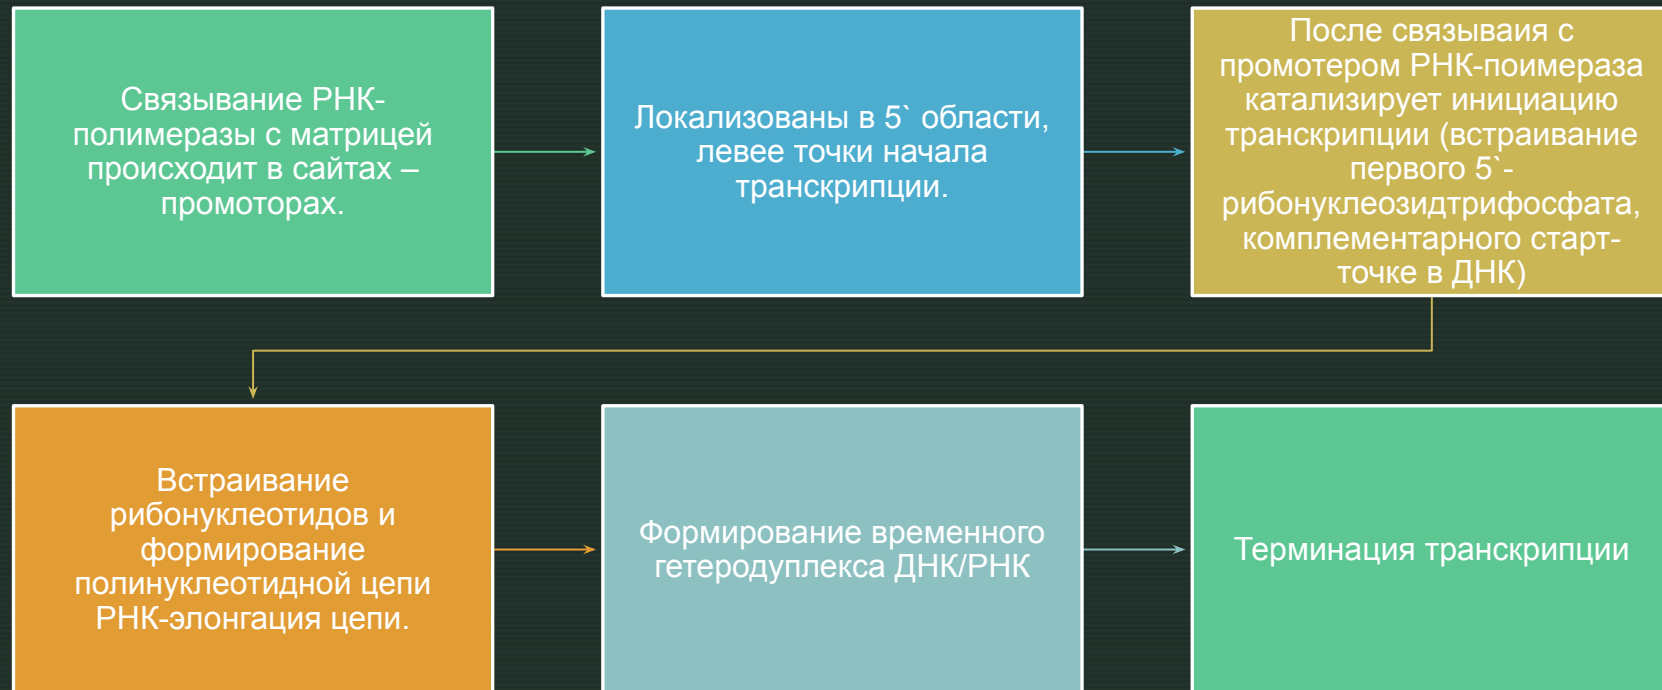 Связывание РНК-
полимеразы с матрицей
происходит в сайтах –
промоторах.
Локализованы в 5` области,
левее точки начала
транскрипции.
После связываия с
промотером РНК-поимераза
катализирует инициацию
транскрипции (встраивание
первого 5`-
рибонуклеозидтрифосфата,
комплементарного старт-
точке в ДНК)
Встраивание
рибонуклеотидов и
формирование
полинуклеотидной цепи
РНК-элонгация цепи.
Формирование временного
гетеродуплекса ДНК/РНК
Терминация транскрипции